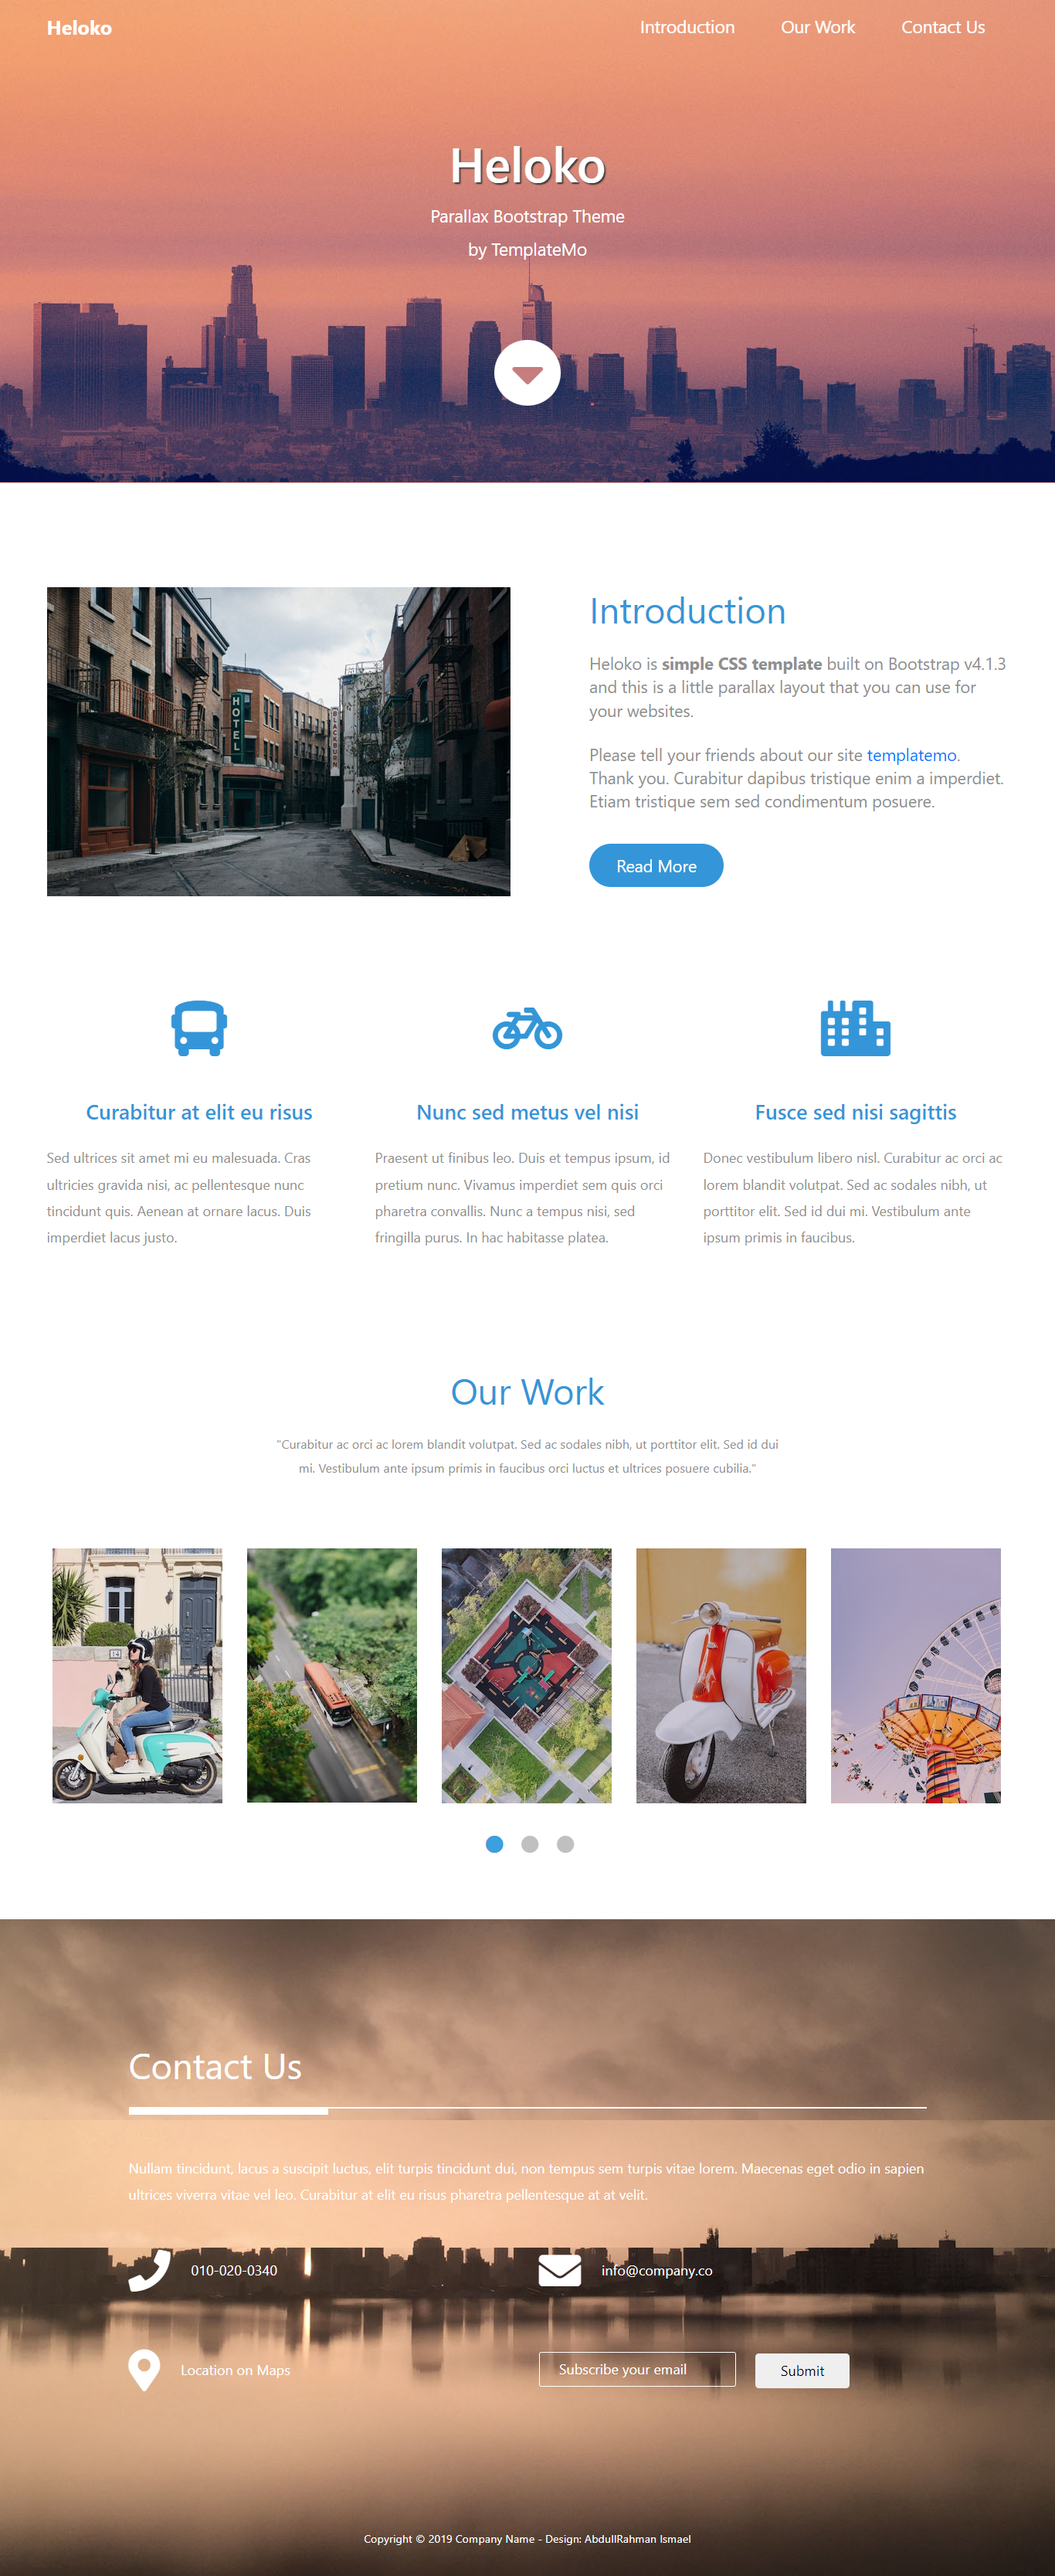 Heloko
Introduction
Our Work
Contact Us
Heloko
Parallax Bootstrap Theme
by TemplateMo
HOTEL
BLACKBURN
Introduction
Heloko is simple CSS template built on Bootstrap v4.1.3
and this is a little parallax layout that you can use for
your websites.
Please tell your friends about our site templatemo.
Thank you. Curabitur dapibus tristique enim a imperdiet.
Etiam tristique sem sed condimentum posuere.
Read More
Curabitur at elit eu risus
Sed ultrices sit amet mi eu malesuada. Cras
ultricies gravida nisi, ac pellentesque nunc
tincidunt quis. Aenean at ornare lacus. Duis
imperdiet lacus justo.
Nunc sed metus vel nisi
Praesent ut finibus leo. Duis et tempus ipsum, id
pretium nunc. Vivamus imperdiet sem quis orci
pharetra convallis. Nunc a tempus nisi, sed
fringilla purus. In hac habitasse platea.
Fusce sed nisi sagittis
Donec vestibulum libero nisl. Curabitur ac orci ac
lorem blandit volutpat. Sed ac sodales nibh, ut
porttitor elit. Sed id dui mi. Vestibulum ante
ipsum primis in faucibus.
Our Work
"Curabitur ac orci ac lorem blandit volutpat. Sed ac sodales nibh, ut porttitor elit. Sed id dui
mi. Vestibulum ante ipsum primis in faucibus orci luctus et ultrices posuere cubilia."
Contact Us
Nullam tincidunt, lacus a suscipit luctus, elit turpis tincidunt dui, non tempus sem turpis vitae lorem. Maecenas eget odio in sapien
ultrices viverra vitae vel leo. Curabitur at elit eu risus pharetra pellentesque at at velit.
010-020-0340
info@company.co
Location on Maps
Subscribe your email
Submit
Copyright © 2019 Company Name - Design: AbdullRahman Ismael